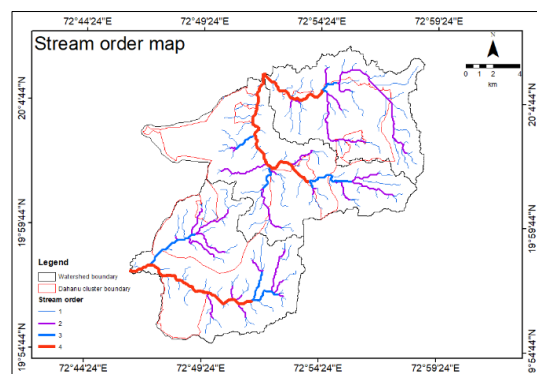 72°44'24"E 72°49'24"E 72°54'24"E 72°59'24"E
Stream order map
N
0 1 2 4
km
20°4'44"N
20°4'44"N
19°59'44"N
19°59'44"N
Legend
Watershed boundary
Dahanu cluster boundary
Stream order
1
2
3
4
19°54'44"N
19°54'44"N
72°44'24"E 72°49'24"E 72°54'24"E 72°59'24"E